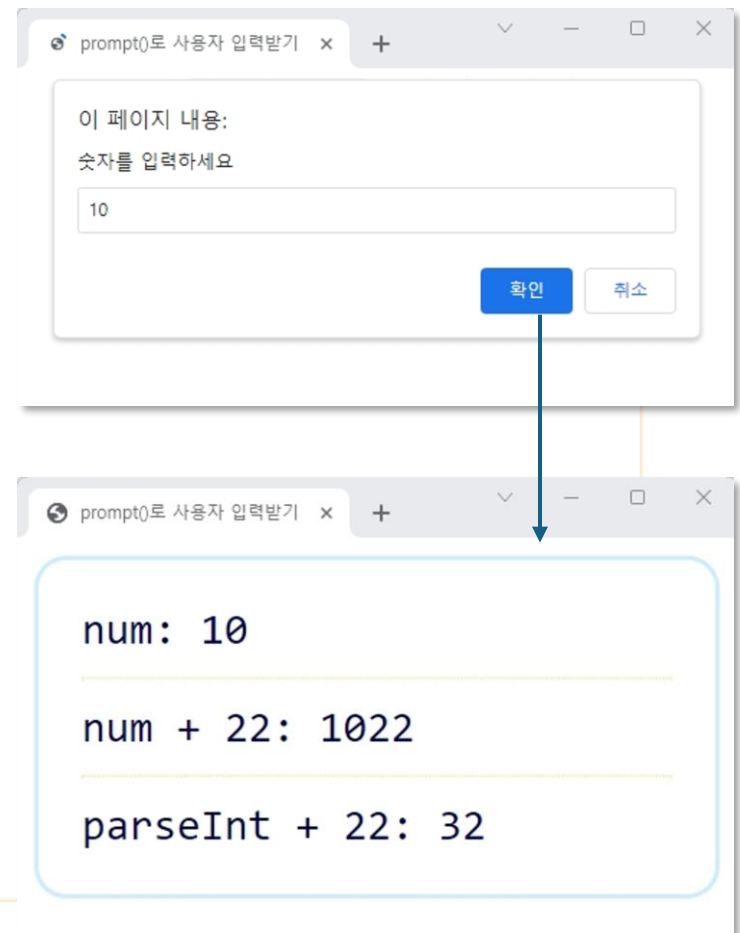 prompt()로 사용자 입력받기
이 페이지 내용:
숫자를 입력하세요
10
확인 취소
prompt()로 사용자 입력받기
num: 10
num + 22: 1022
parseInt + 22: 32